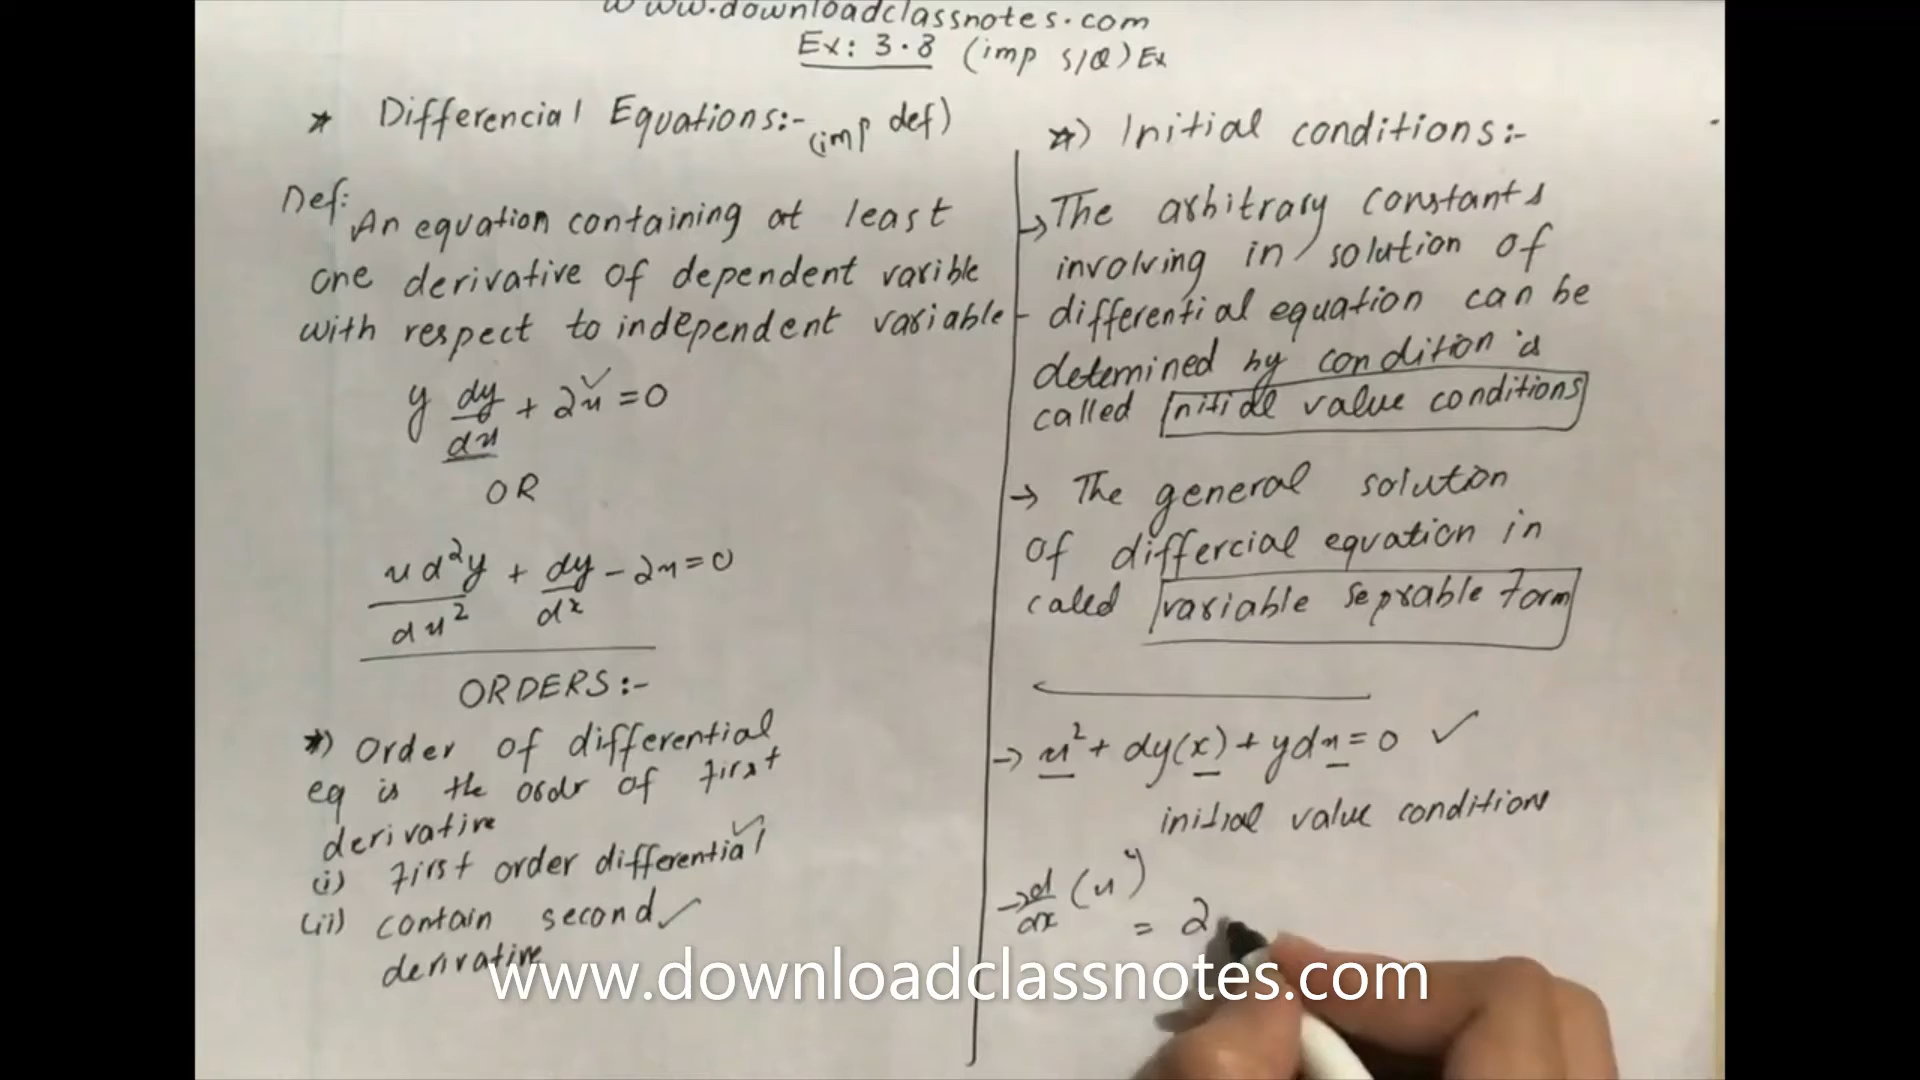 www.downloadclassnotes.com
Ex: 3.8 (imp S/Q) Ex
* Differencial Equations:- (imp def)
Def: An equation containing at least
one derivative of dependent varible
with respect to independent variable
y dy/dx + 2x = 0
OR
x d²y/dx² + dy/dx - 2x = 0
ORDERS:-
*) Order of differential
eq is the order of first
derivative
(i) first order differential
(ii) contain second
derivative
*) Initial conditions:-
→ The arbitrary constants
involving in solution of
differential equation can be
detemined by condition is
called initial value conditions
→ The general solution
of differcial equation in
called variable seprable form
→ x² + dy(x) + ydx = 0
initial value conditions
→ d/dx (x
= 2
www.downloadclassnotes.com